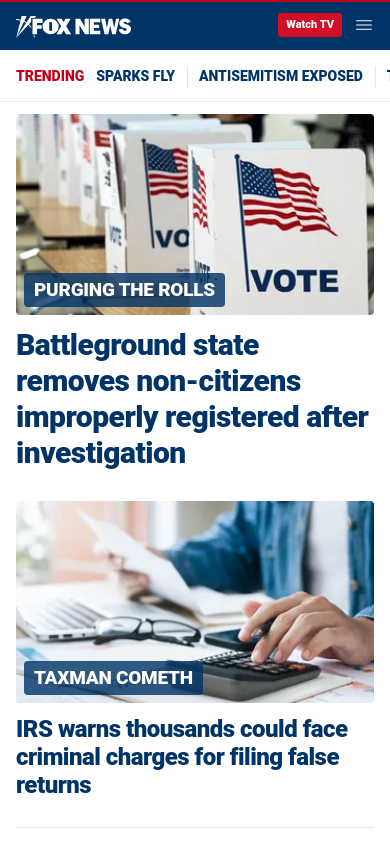 FOX NEWS
Watch TV
TRENDING SPARKS FLY ANTISEMITISM EXPOSED
VO
VOTE
PURGING THE ROLLS
Battleground state
removes non-citizens
improperly registered after
investigation
TAXMAN COMETH
IRS warns thousands could face
criminal charges for filing false
returns